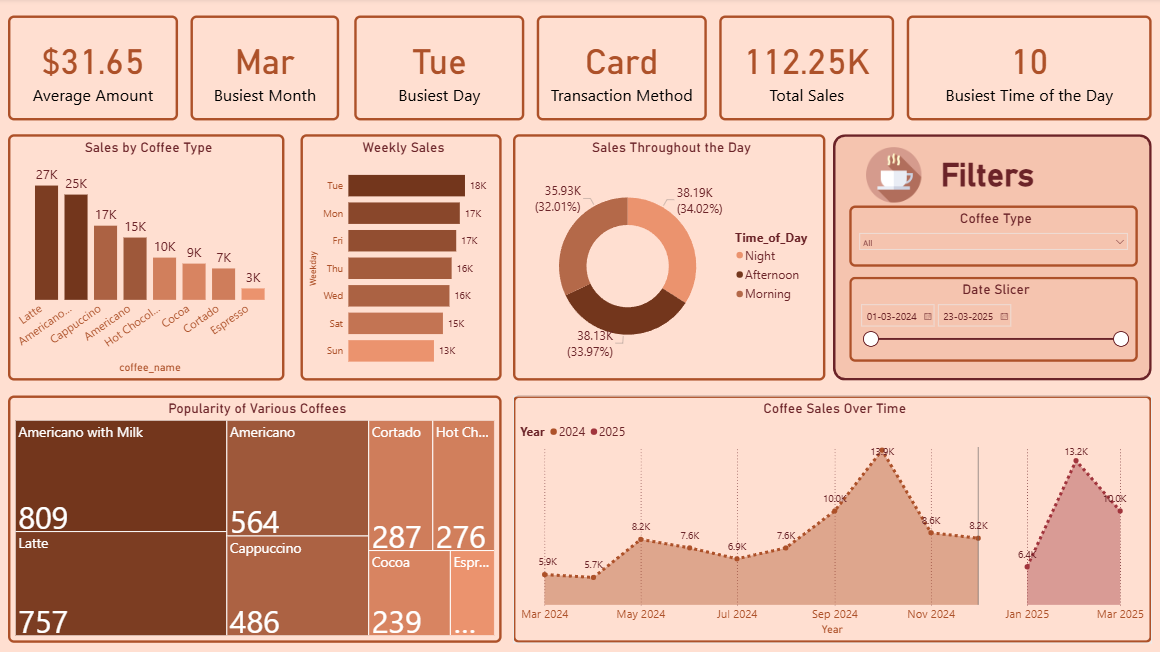 $31.65
Average Amount
Mar
Busiest Month
Tue
Busiest Day
Card
Transaction Method
112.25K
Total Sales
10
Busiest Time of the Day
Sales by Coffee Type
27K
25K
17K
15K
10K
9K
7K
3K
Latte
Americano...
Cappuccino
Americano
Hot Chocol...
Cocoa
Cortado
Espresso
coffee_name
Weekly Sales
Weekday
Tue 18K
Mon 17K
Fri 17K
Thu 16K
Wed 16K
Sat 15K
Sun 13K
Sales Throughout the Day
35.93K
(32.01%)
38.19K
(34.02%)
38.13K
(33.97%)
Time_of_Day
Night
Afternoon
Morning
Filters
Coffee Type
All
Date Slicer
01-03-2024
23-03-2025
Popularity of Various Coffees
Americano with Milk
809
Latte
757
Americano
564
Cappuccino
486
Cortado
287
Hot Ch...
276
Cocoa
239
Espr...
...
Coffee Sales Over Time
Year 2024 2025
5.9K
5.7K
8.2K
7.6K
6.9K
7.6K
10.0K
13.9K
8.6K
8.2K
6.4K
13.2K
10.0K
Mar 2024
May 2024
Jul 2024
Sep 2024
Nov 2024
Jan 2025
Mar 2025
Year